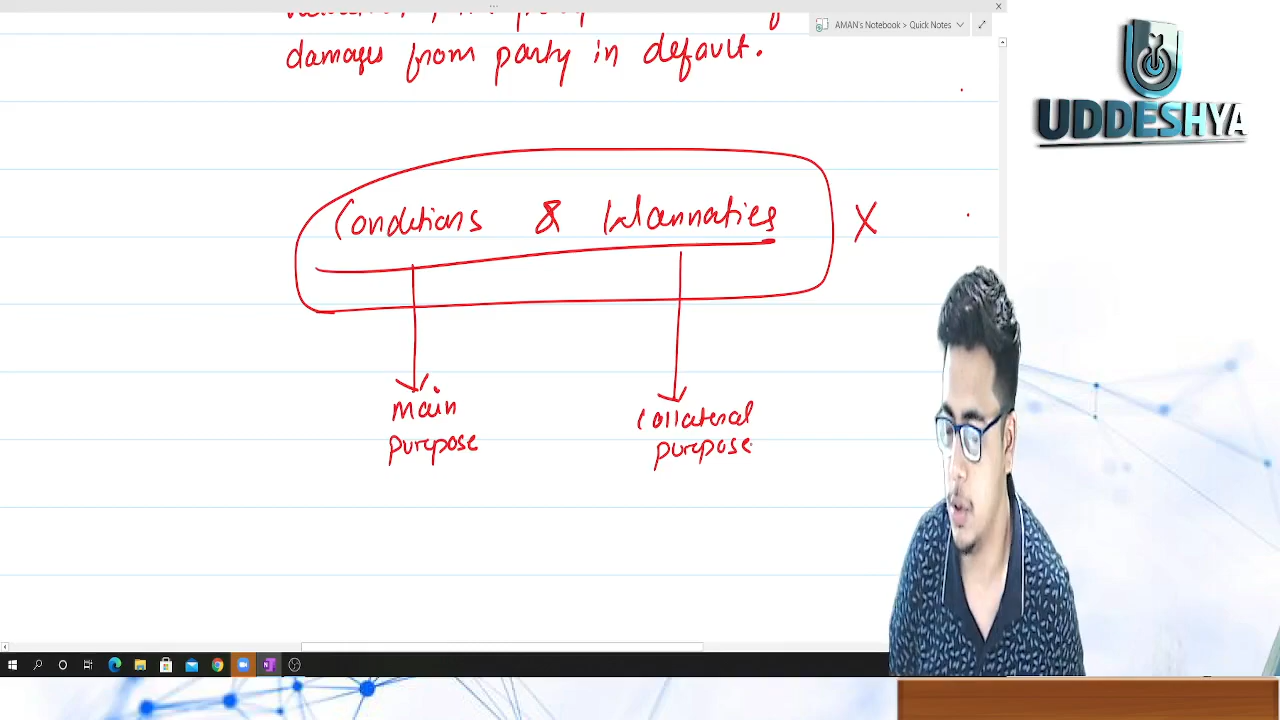 AMAN's Notebook > Quick Notes
damages from party in default.
UDDESHYA
Conditions & Warranties X
Main
purpose
Collateral
purpose